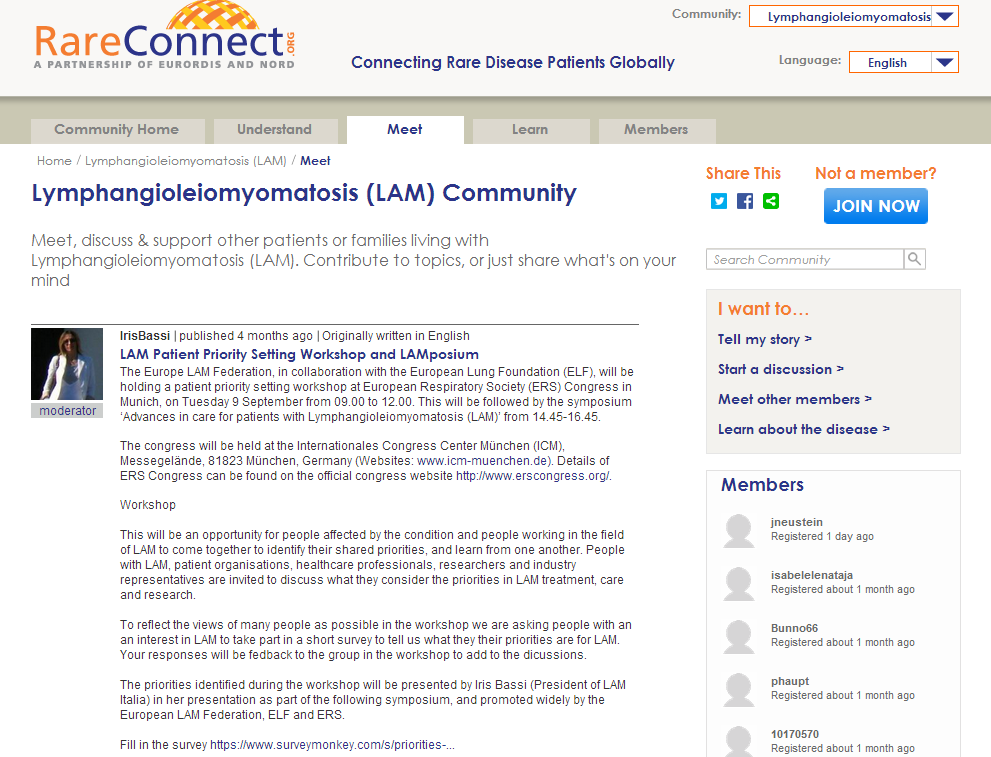 RareConnect.ORG
A PARTNERSHIP OF EURORDIS AND NORD
Connecting Rare Disease Patients Globally
Community: Lymphangioleiomyomatosis
Language: English
Community Home
Understand
Meet
Learn
Members
Home / Lymphangioleiomyomatosis (LAM) / Meet
Lymphangioleiomyomatosis (LAM) Community
Meet, discuss & support other patients or families living with
Lymphangioleiomyomatosis (LAM). Contribute to topics, or just share what's on your
mind
IrisBassi | published 4 months ago | Originally written in English
LAM Patient Priority Setting Workshop and LAMposium
The Europe LAM Federation, in collaboration with the European Lung Foundation (ELF), will be
holding a patient priority setting workshop at European Respiratory Society (ERS) Congress in
Munich, on Tuesday 9 September from 09.00 to 12.00. This will be followed by the symposium
‘Advances in care for patients with Lymphangioleiomyomatosis (LAM)’ from 14.45-16.45.
The congress will be held at the Internationales Congress Center München (ICM),
Messegelände, 81823 München, Germany (Websites: www.icm-muenchen.de). Details of
ERS Congress can be found on the official congress website http://www.erscongress.org/.
Workshop
This will be an opportunity for people affected by the condition and people working in the field
of LAM to come together to identify their shared priorities, and learn from one another. People
with LAM, patient organisations, healthcare professionals, researchers and industry
representatives are invited to discuss what they consider the priorities in LAM treatment, care
and research.
To reflect the views of many people as possible in the workshop we are asking people with an
an interest in LAM to take part in a short survey to tell us what they their priorities are for LAM.
Your responses will be fedback to the group in the workshop to add to the dicussions.
The priorities identified during the workshop will be presented by Iris Bassi (President of LAM
Italia) in her presentation as part of the following symposium, and promoted widely by the
European LAM Federation, ELF and ERS.
Fill in the survey https://www.surveymonkey.com/s/priorities-...
moderator
Share This
Not a member?
JOIN NOW
Search Community
I want to…
Tell my story >
Start a discussion >
Meet other members >
Learn about the disease >
Members
jneustein
Registered 1 day ago
isabelelenataja
Registered about 1 month ago
Bunno66
Registered about 1 month ago
phaupt
Registered about 1 month ago
10170570
Registered about 1 month ago